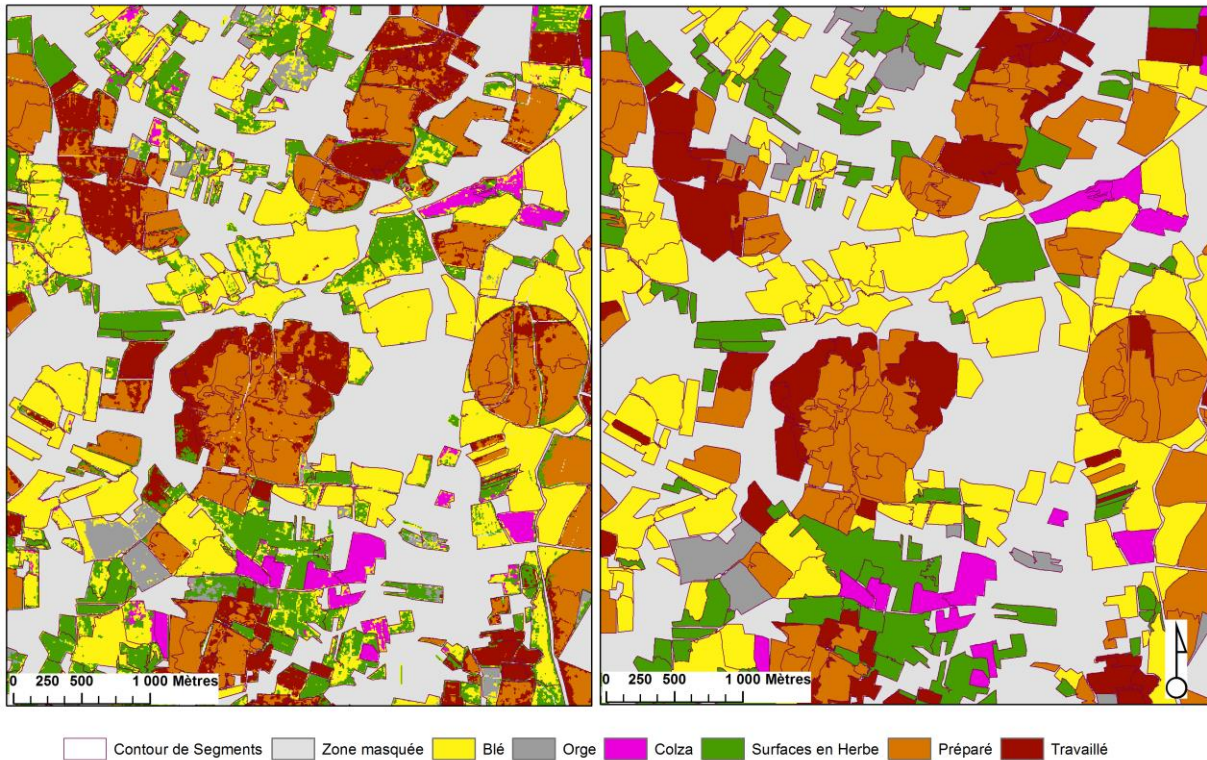 0 250 500 1 000 Mètres
0 250 500 1 000 Mètres
Contour de Segments Zone masquée Blé Orge Colza Surfaces en Herbe Préparé Travaillé